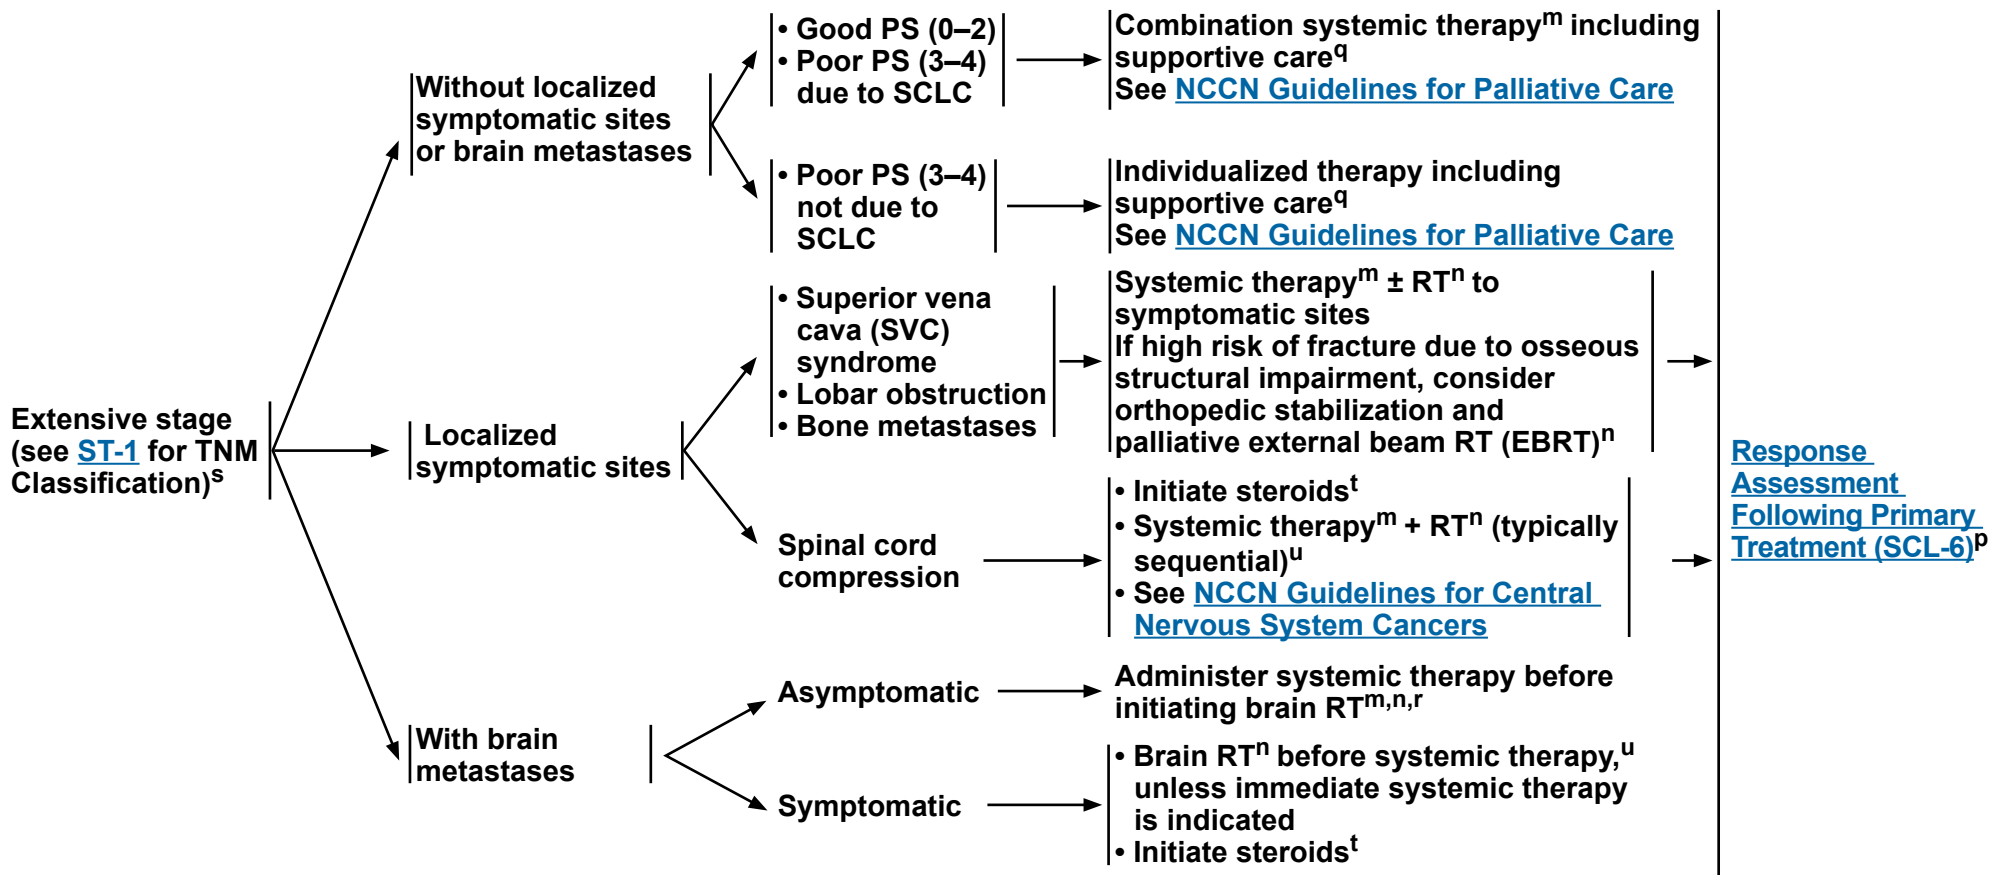 Extensive stage
(see ST-1 for TNM
Classification)s
Without localized
symptomatic sites
or brain metastases
• Good PS (0–2)
• Poor PS (3–4)
due to SCLC
Combination systemic therapym including
supportive careq
See NCCN Guidelines for Palliative Care
• Poor PS (3–4)
not due to
SCLC
Individualized therapy including
supportive careq
See NCCN Guidelines for Palliative Care
Localized
symptomatic sites
• Superior vena
cava (SVC)
syndrome
• Lobar obstruction
• Bone metastases
Systemic therapym ± RTn to
symptomatic sites
If high risk of fracture due to osseous
structural impairment, consider
orthopedic stabilization and
palliative external beam RT (EBRT)n
Spinal cord
compression
• Initiate steroidst
• Systemic therapym + RTn (typically
sequential)u
• See NCCN Guidelines for Central
Nervous System Cancers
With brain
metastases
Asymptomatic
Administer systemic therapy before
initiating brain RTm,n,r
Symptomatic
• Brain RTn before systemic therapy,u
unless immediate systemic therapy
is indicated
• Initiate steroidst
Response
Assessment
Following Primary
Treatment (SCL-6)p